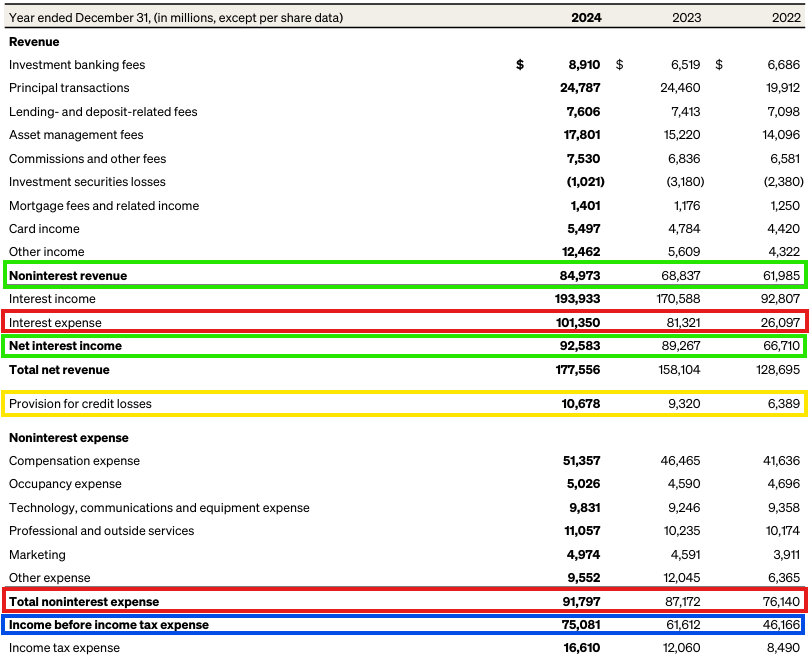 Year ended December 31, (in millions, except per share data) 2024 2023 2022
Revenue
Investment banking fees $ 8,910 $ 6,519 $ 6,686
Principal transactions 24,787 24,460 19,912
Lending- and deposit-related fees 7,606 7,413 7,098
Asset management fees 17,801 15,220 14,096
Commissions and other fees 7,530 6,836 6,581
Investment securities losses (1,021) (3,180) (2,380)
Mortgage fees and related income 1,401 1,176 1,250
Card income 5,497 4,784 4,420
Other income 12,462 5,609 4,322
Noninterest revenue 84,973 68,837 61,985
Interest income 193,933 170,588 92,807
Interest expense 101,350 81,321 26,097
Net interest income 92,583 89,267 66,710
Total net revenue 177,556 158,104 128,695
Provision for credit losses 10,678 9,320 6,389
Noninterest expense
Compensation expense 51,357 46,465 41,636
Occupancy expense 5,026 4,590 4,696
Technology, communications and equipment expense 9,831 9,246 9,358
Professional and outside services 11,057 10,235 10,174
Marketing 4,974 4,591 3,911
Other expense 9,552 12,045 6,365
Total noninterest expense 91,797 87,172 76,140
Income before income tax expense 75,081 61,612 46,166
Income tax expense 16,610 12,060 8,490